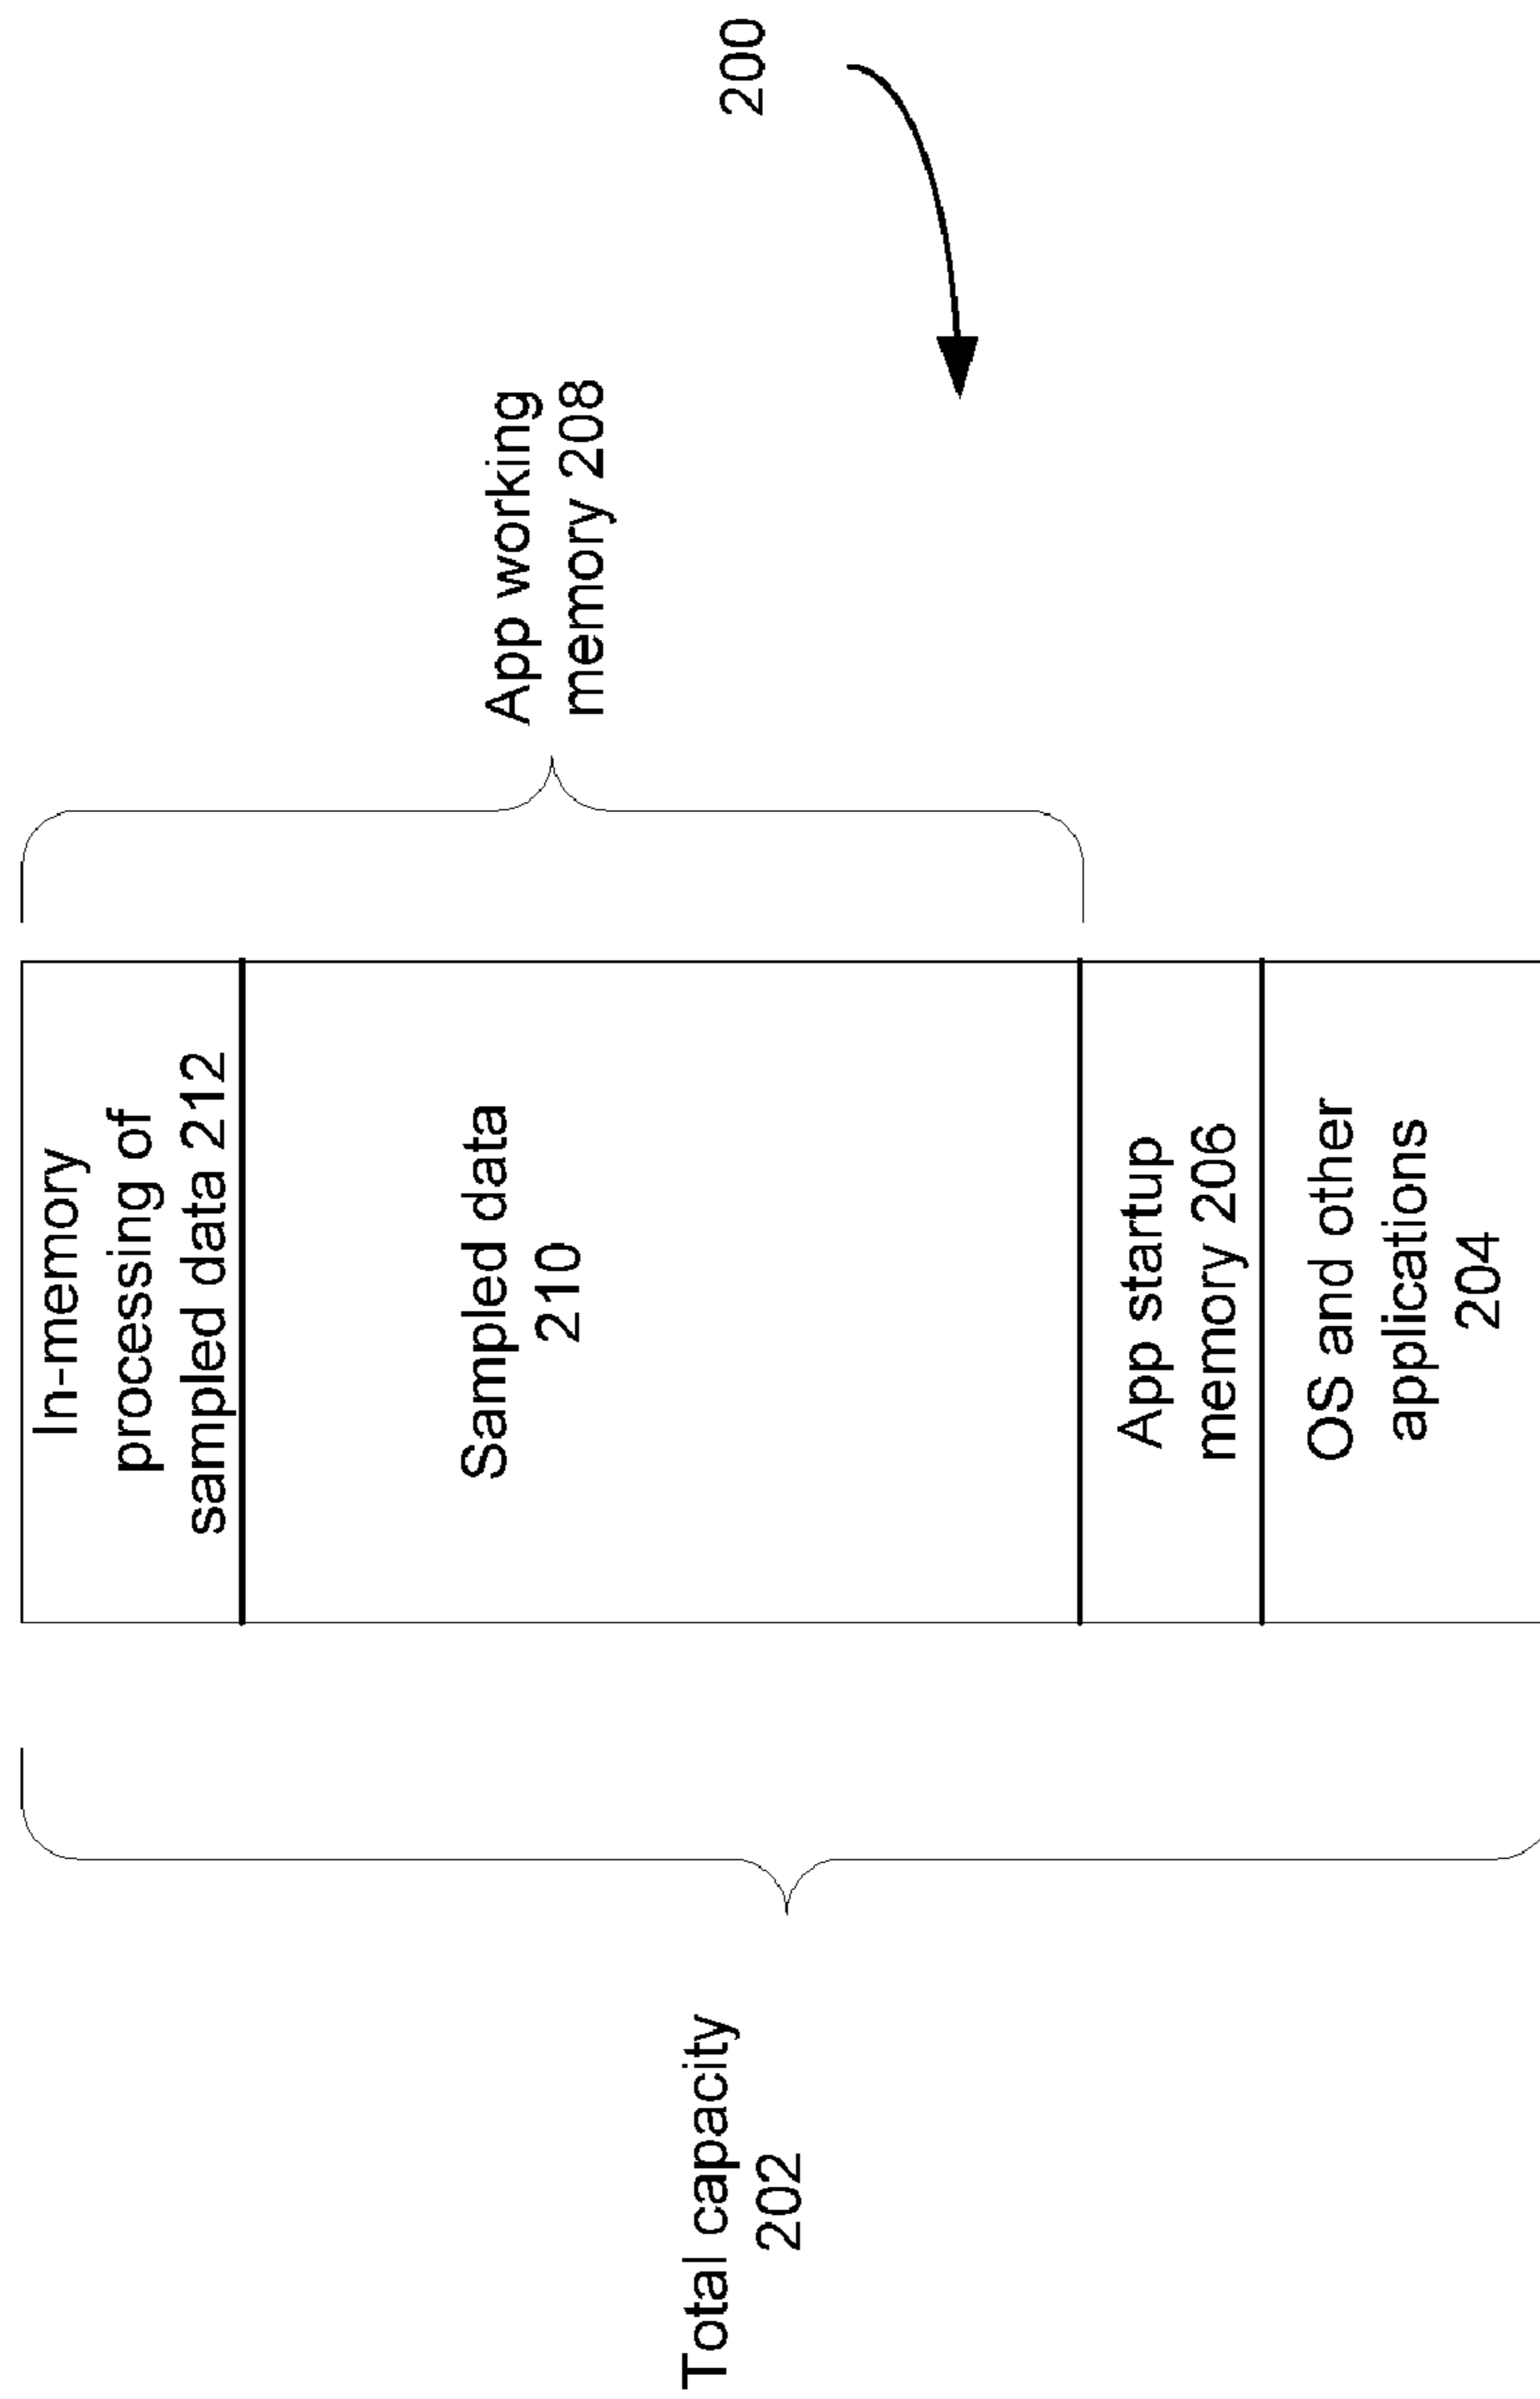 Total capacity
202
In-memory
processing of
sampled data 212
Sampled data
210
App startup
memory 206
OS and other
applications
204
App working
memory 208
200